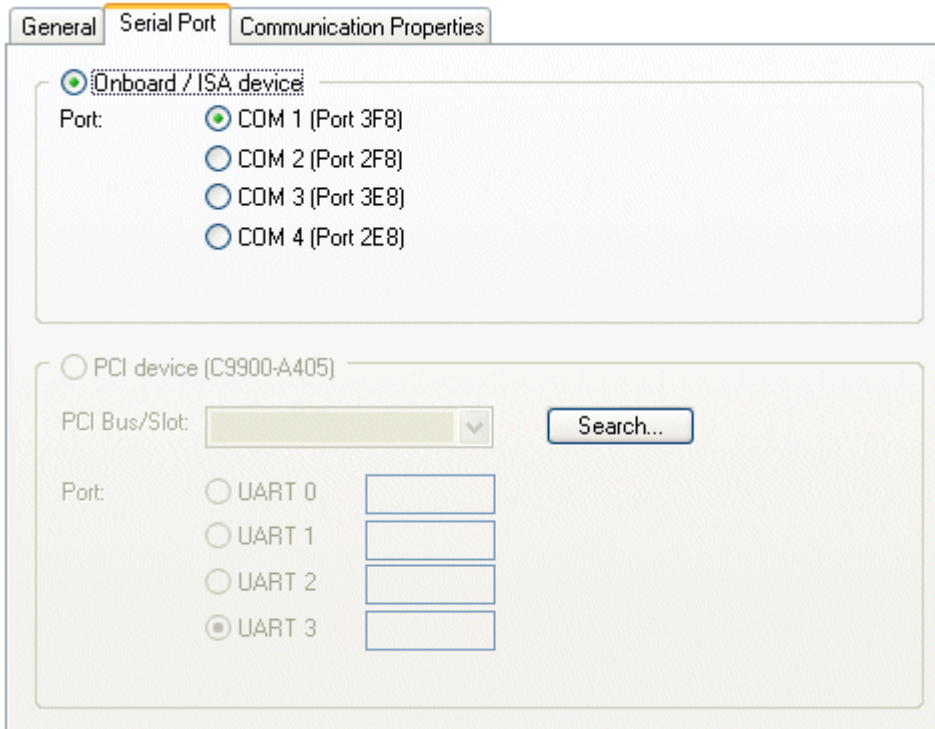 General Serial Port Communication Properties
Onboard / ISA device
Port: COM 1 (Port 3F8)
COM 2 (Port 2F8)
COM 3 (Port 3E8)
COM 4 (Port 2E8)
PCI device (C9900-A405)
PCI Bus/Slot: Search...
Port: UART 0
UART 1
UART 2
UART 3